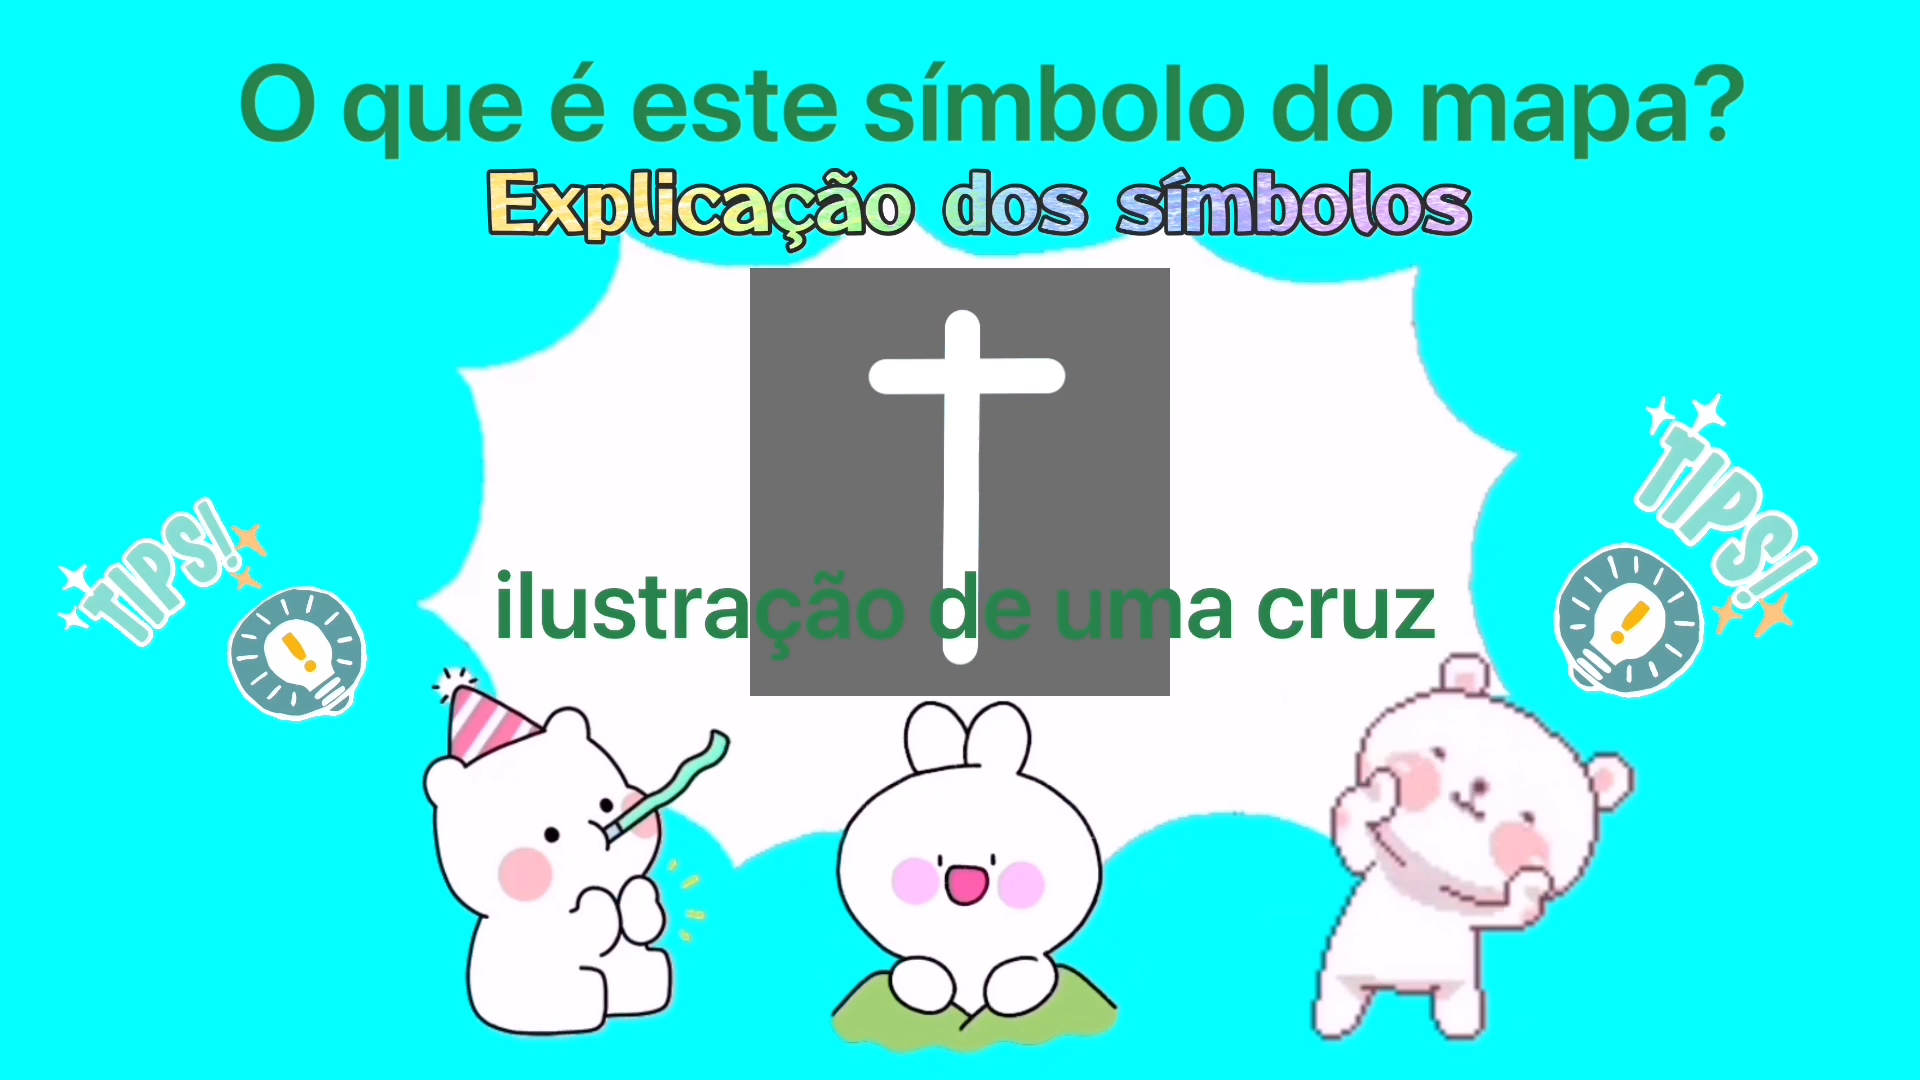 O que é este símbolo do mapa?
Explicação dos símbolos
TIPS!
TIPS!
ilustração de uma cruz